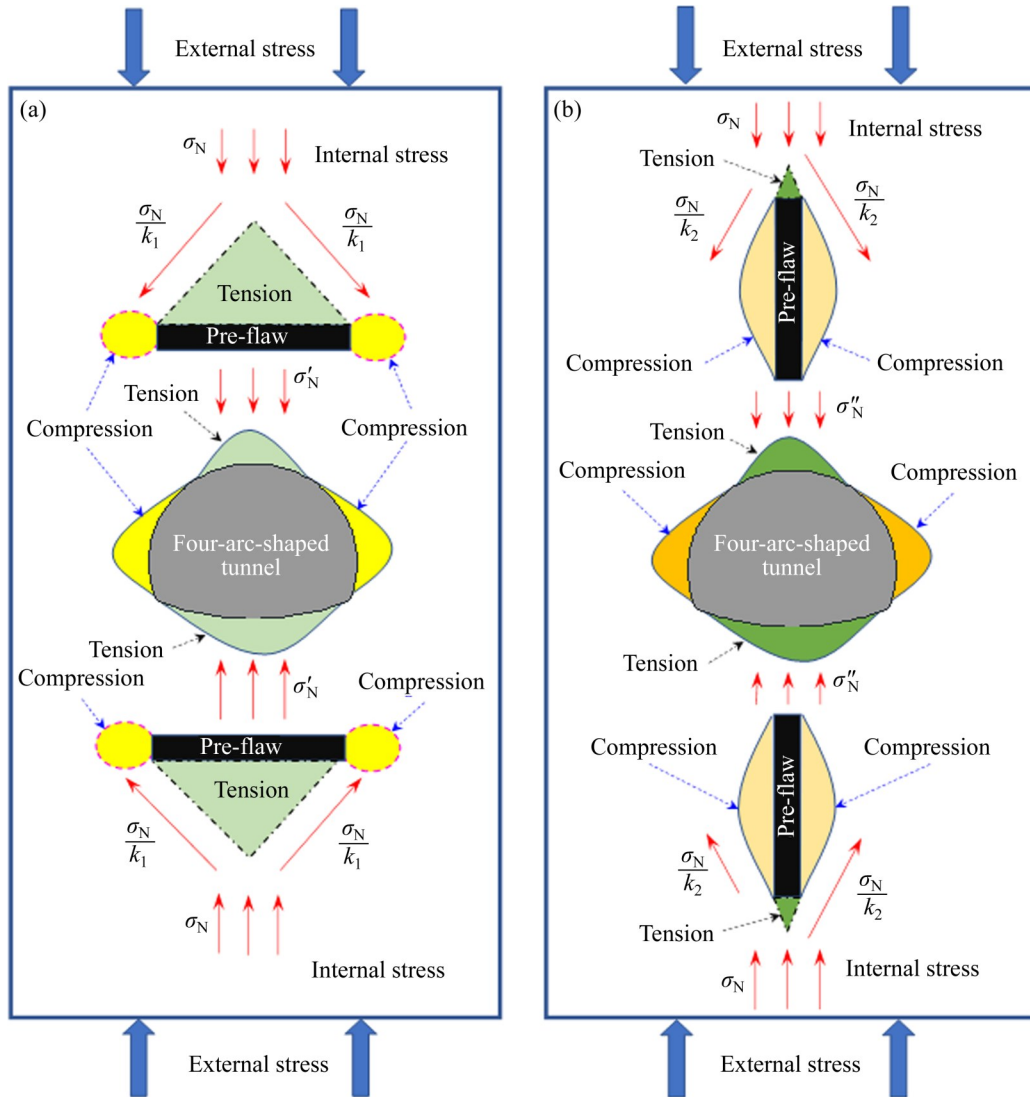 External stress
(a)
σN
Internal stress
σN/k1
σN/k1
Tension
Pre-flaw
σ′N
Tension
Compression
Compression
Four-arc-shaped
tunnel
Tension
Compression
σ′N
Compression
Pre-flaw
Tension
σN/k1
σN/k1
σN
Internal stress
External stress
External stress
(b)
σN
Internal stress
Tension
σN/k2
σN/k2
Pre-flaw
Compression
Compression
σ″N
Tension
Compression
Compression
Four-arc-shaped
tunnel
Tension
σ″N
Compression
Compression
Pre-flaw
σN/k2
σN/k2
Tension
σN
Internal stress
External stress